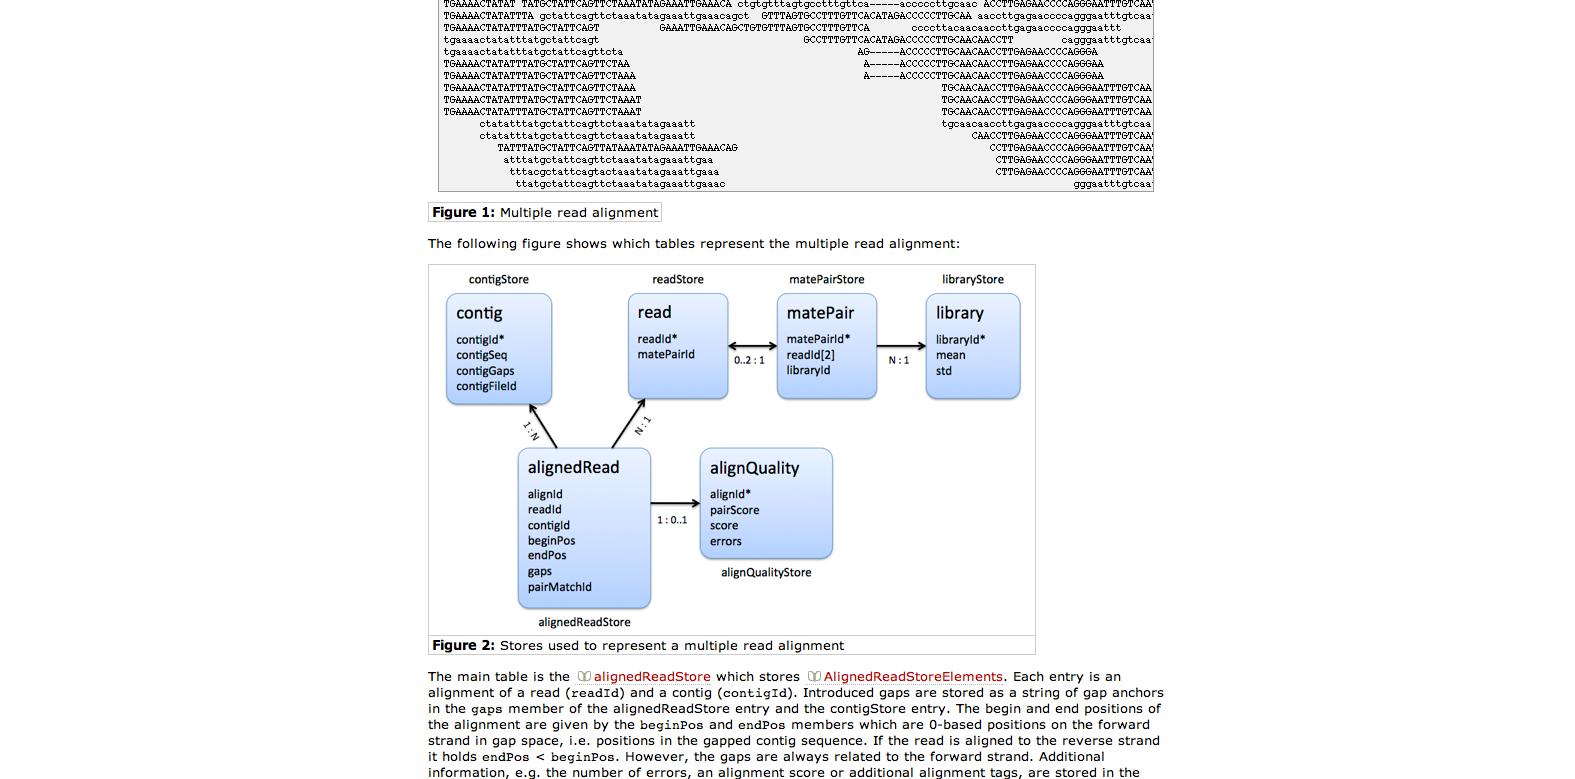 TGAAAACTATAT TATGCTATTCAGTTCTAAATATAGAAATTGAAACA ctgtgtttagtgcctttgttca-----acccccttgcaac ACCTTGAGAACCCCAGGGAATTTGTCAA
TGAAAACTATATTTA gctattcagttctaaatatagaaattgaaacagct GTTTAGTGCCTTTGTTCACATAGACCCCCTTGCAA aaccttgagaaccccagggaatttgtcaa
TGAAAACTATATTTATGCTATTCAGT GAAATTGAAACAGCTGTGTTTAGTGCCTTTGTTCA ccccttacaacaaccttgagaaccccagggaattt
tgaaaactatatttatgctattcagt GCCTTTGTTCACATAGACCCCCTTGCAACAACCTT cagggaatttgtcaa
tgaaaactatatttatgctattcagttcta AG-----ACCCCCTTGCAACAACCTTGAGAACCCCAGGGA
TGAAAACTATATTTATGCTATTCAGTTCTAA A-----ACCCCCTTGCAACAACCTTGAGAACCCCAGGGAA
TGAAAACTATATTTATGCTATTCAGTTCTAAA A-----ACCCCCTTGCAACAACCTTGAGAACCCCAGGGAA
TGAAAACTATATTTATGCTATTCAGTTCTAAA TGCAACAACCTTGAGAACCCCAGGGAATTTGTCAA
TGAAAACTATATTTATGCTATTCAGTTCTAAAT TGCAACAACCTTGAGAACCCCAGGGAATTTGTCAA
TGAAAACTATATTTATGCTATTCAGTTCTAAAT TGCAACAACCTTGAGAACCCCAGGGAATTTGTCAA
ctatatttatgctattcagttctaaatatagaaatt tgcaacaaccttgagaaccccagggaatttgtcaa
ctatatttatgctattcagttctaaatatagaaatt CAACCTTGAGAACCCCAGGGAATTTGTCAA
TATTTATGCTATTCAGTTATAAATATAGAAATTGAAACAG CCTTGAGAACCCCAGGGAATTTGTCAA
atttatgctattcagttctaaatatagaaattgaa CTTGAGAACCCCAGGGAATTTGTCAA
tttacgctattcagtactaaatatagaaattgaaa CTTGAGAACCCCAGGGAATTTGTCAA
ttatgctattcagttctaaatatagaaattgaaac gggaatttgtcaa
Figure 1: Multiple read alignment
The following figure shows which tables represent the multiple read alignment:
contigStore readStore matePairStore libraryStore
contig
contigId*
contigSeq
contigGaps
contigFileId
read
readId*
matePairId
0..2 : 1
matePair
matePairId*
readId[2]
libraryId
N : 1
library
libraryId*
mean
std
1 : N
N : 1
alignedRead
alignId
readId
contigId
beginPos
endPos
gaps
pairMatchId
alignedReadStore
1 : 0..1
alignQuality
alignId*
pairScore
score
errors
alignQualityStore
Figure 2: Stores used to represent a multiple read alignment
The main table is the alignedReadStore which stores AlignedReadStoreElements. Each entry is an
alignment of a read (readId) and a contig (contigId). Introduced gaps are stored as a string of gap anchors
in the gaps member of the alignedReadStore entry and the contigStore entry. The begin and end positions of
the alignment are given by the beginPos and endPos members which are 0-based positions on the forward
strand in gap space, i.e. positions in the gapped contig sequence. If the read is aligned to the reverse strand
it holds endPos < beginPos. However, the gaps are always related to the forward strand. Additional
information, e.g. the number of errors, an alignment score or additional alignment tags, are stored in the